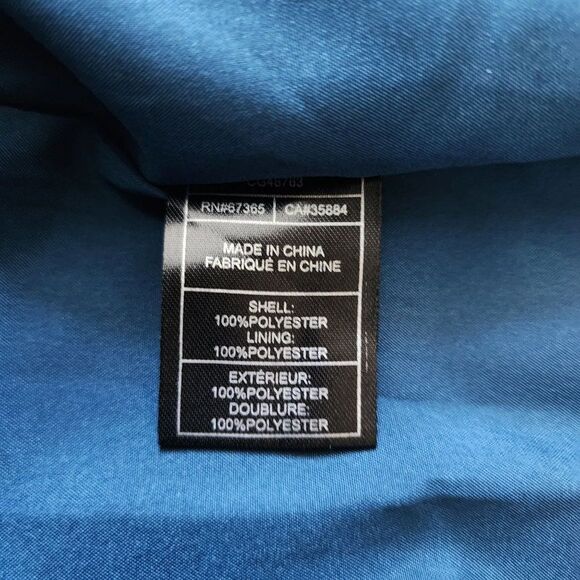 RN#67365 CA#35884
MADE IN CHINA
FABRIQUÉ EN CHINE
SHELL:
100%POLYESTER
LINING:
100%POLYESTER
EXTÉRIEUR:
100%POLYESTER
DOUBLURE:
100%POLYESTER